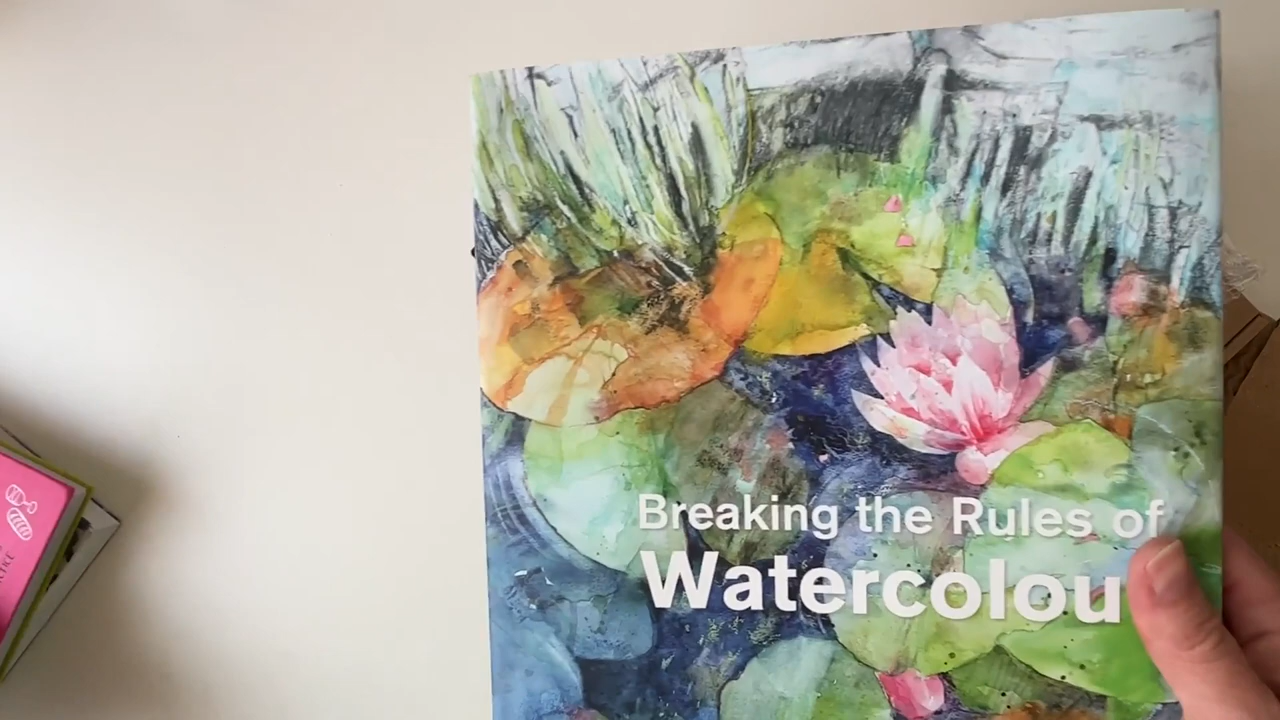 Breaking the Rules of
Watercolou